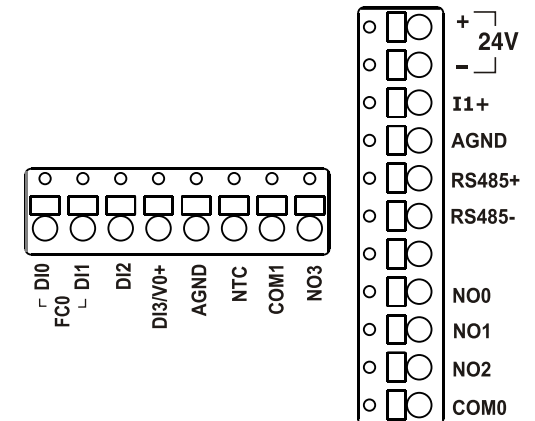 +
24V
−
I1+
AGND
RS485+
RS485-
NO0
NO1
NO2
COM0
DI0
FC0
DI1
DI2
DI3/V0+
AGND
NTC
COM1
NO3